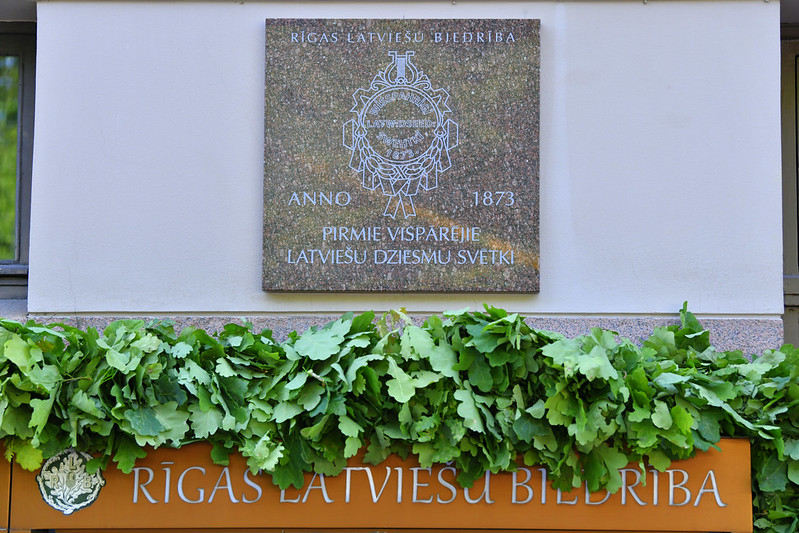 RĪGAS LATVIEŠU BIEDRĪBA
ANNO 1873
PIRMIE VISPĀRĒJIE
LATVIEŠU DZIESMU SVĒTKI
RĪGAS LATVIEŠU BIEDRĪBA